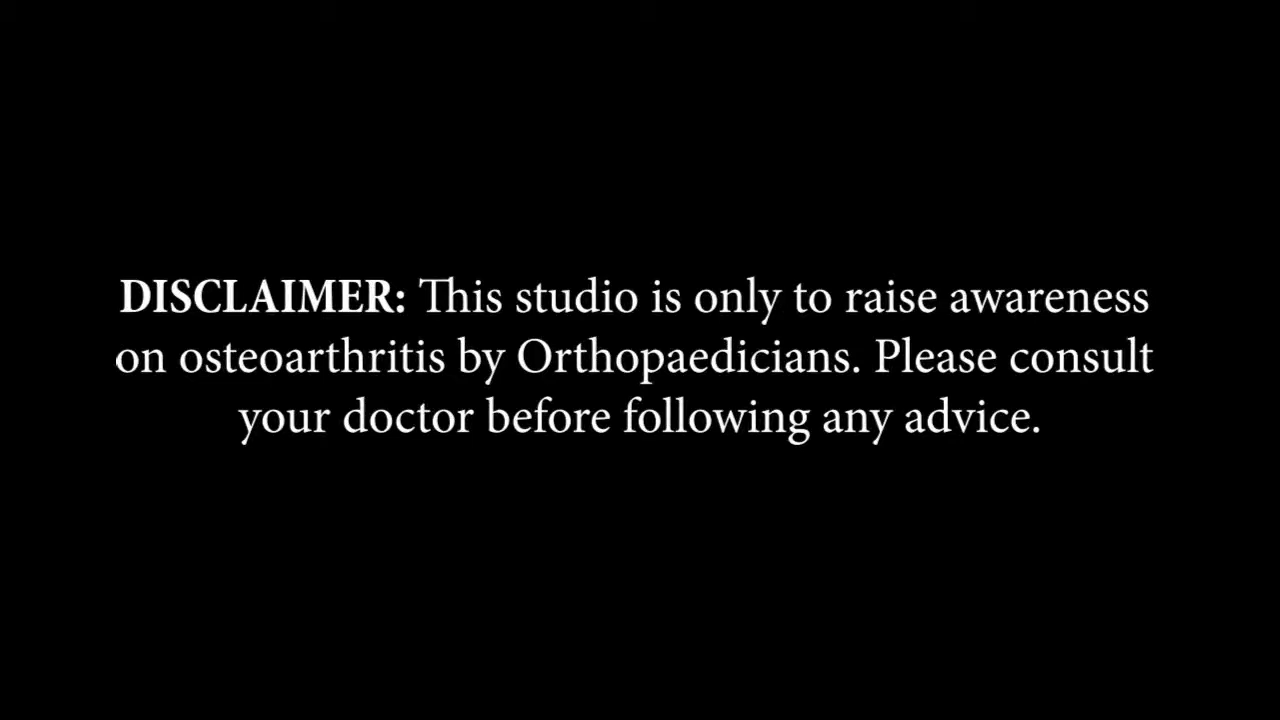 DISCLAIMER: This studio is only to raise awareness
on osteoarthritis by Orthopaedicians. Please consult
your doctor before following any advice.